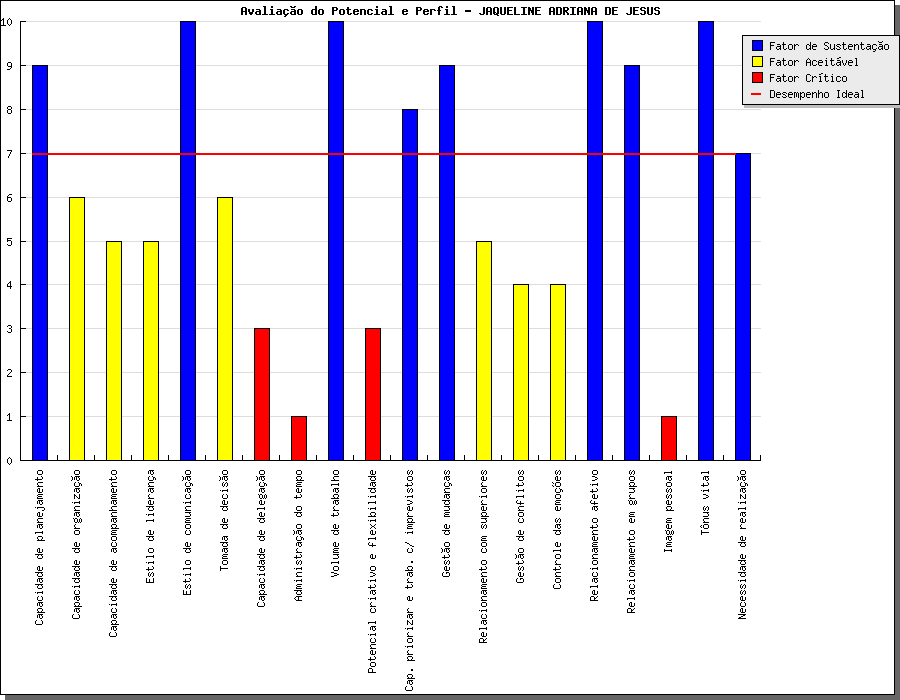 Avaliação do Potencial e Perfil - JAQUELINE ADRIANA DE JESUS
Fator de Sustentação
Fator Aceitável
Fator Crítico
Desempenho Ideal
10
9
8
7
6
5
4
3
2
1
0
Capacidade de planejamento
Capacidade de organização
Capacidade de acompanhamento
Estilo de liderança
Estilo de comunicação
Tomada de decisão
Capacidade de delegação
Administração do tempo
Volume de trabalho
Potencial criativo e flexibilidade
Cap. priorizar e trab. c/ imprevistos
Gestão de mudanças
Relacionamento com superiores
Gestão de conflitos
Controle das emoções
Relacionamento afetivo
Relacionamento em grupos
Imagem pessoal
Tônus vital
Necessidade de realização